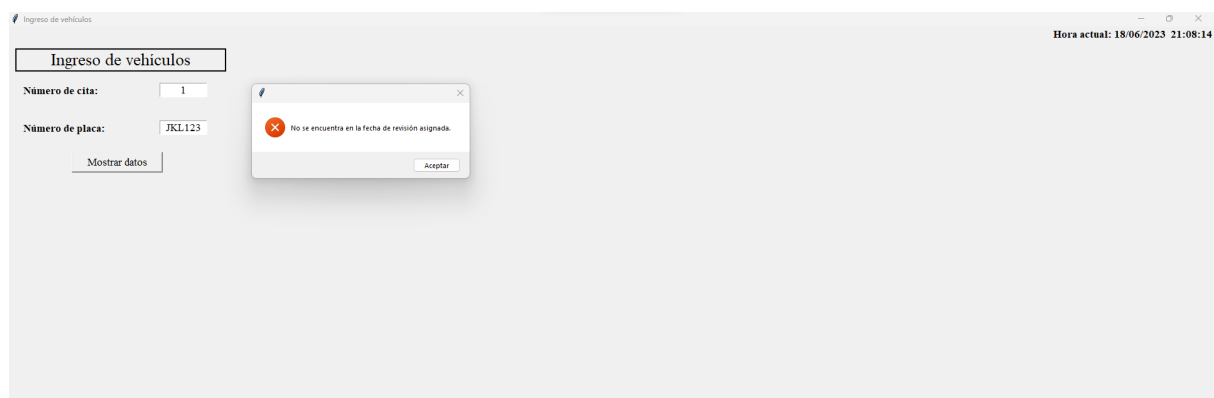 Ingreso de vehículos
Hora actual: 18/06/2023 21:08:14
Ingreso de vehículos
Número de cita: 1
Número de placa: JKL123
Mostrar datos
No se encuentra en la fecha de revisión asignada.
Aceptar